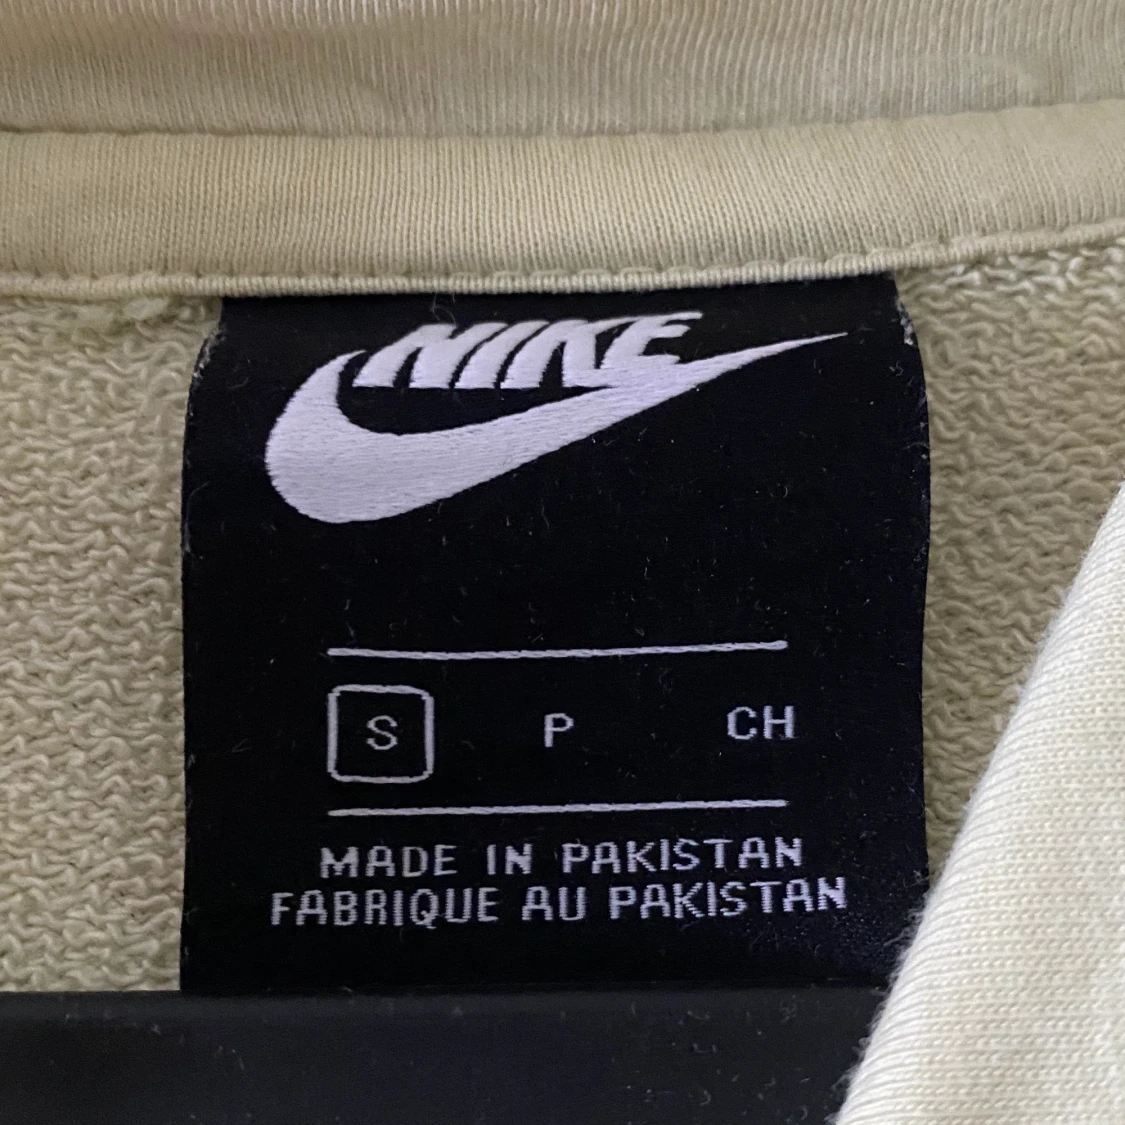 NIKE
S P CH
MADE IN PAKISTAN
FABRIQUE AU PAKISTAN